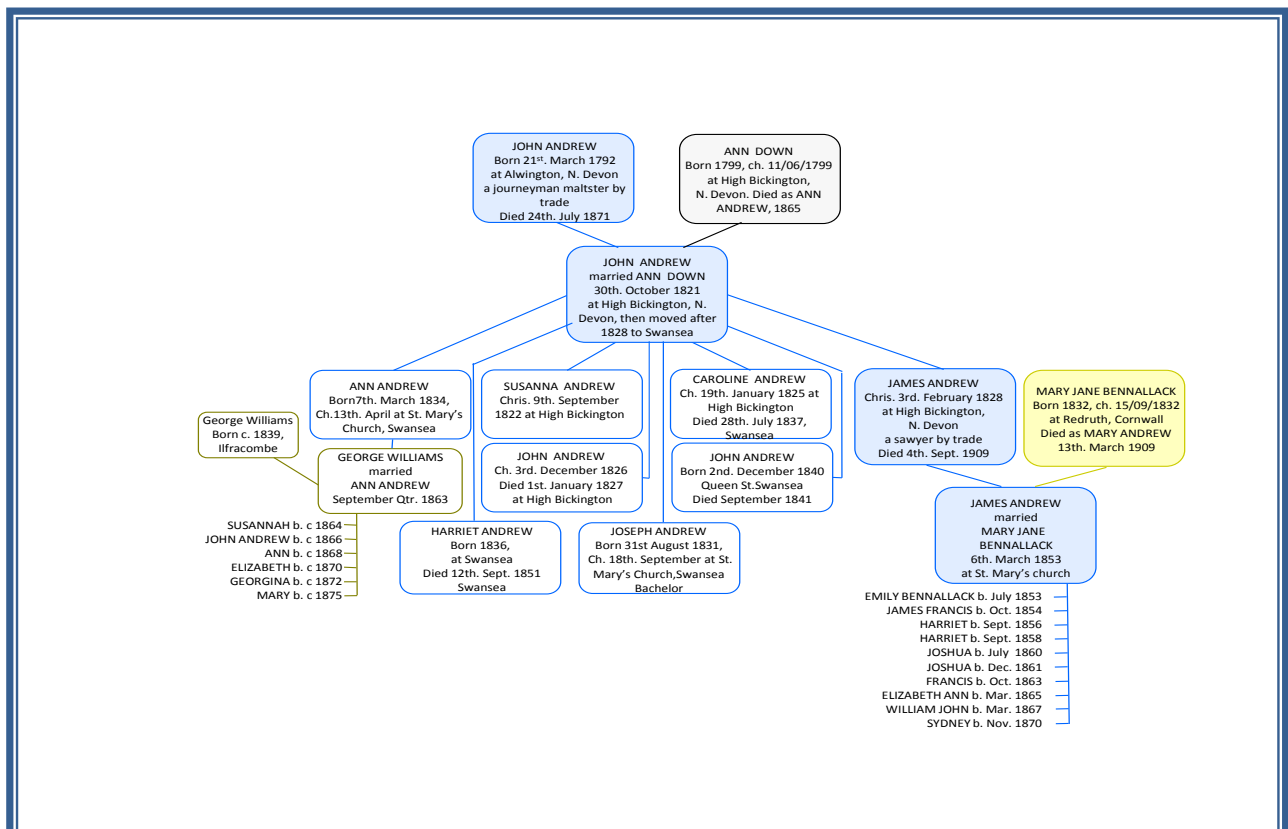 JOHN ANDREW
Born 21st. March 1792
at Alwington, N. Devon
a journeyman maltster by
trade
Died 24th. July 1871
ANN DOWN
Born 1799, ch. 11/06/1799
at High Bickington,
N. Devon. Died as ANN
ANDREW, 1865
JOHN ANDREW
married ANN DOWN
30th. October 1821
at High Bickington, N.
Devon, then moved after
1828 to Swansea
ANN ANDREW
Born7th. March 1834,
Ch.13th. April at St. Mary's
Church, Swansea
SUSANNA ANDREW
Chris. 9th. September
1822 at High Bickington
CAROLINE ANDREW
Ch. 19th. January 1825 at
High Bickington
Died 28th. July 1837,
Swansea
JAMES ANDREW
Chris. 3rd. February 1828
at High Bickington,
N. Devon
a sawyer by trade
Died 4th. Sept. 1909
MARY JANE BENNALLACK
Born 1832, ch. 15/09/1832
at Redruth, Cornwall
Died as MARY ANDREW
13th. March 1909
George Williams
Born c. 1839,
Ilfracombe
GEORGE WILLIAMS
married
ANN ANDREW
September Qtr. 1863
JOHN ANDREW
Ch. 3rd. December 1826
Died 1st. January 1827
at High Bickington
JOHN ANDREW
Born 2nd. December 1840
Queen St.Swansea
Died September 1841
JAMES ANDREW
married
MARY JANE
BENNALLACK
6th. March 1853
at St. Mary's church
SUSANNAH b. c 1864
JOHN ANDREW b. c 1866
ANN b. c 1868
ELIZABETH b. c 1870
GEORGINA b. c 1872
MARY b. c 1875
HARRIET ANDREW
Born 1836,
at Swansea
Died 12th. Sept. 1851
Swansea
JOSEPH ANDREW
Born 31st August 1831,
Ch. 18th. September at St.
Mary's Church,Swansea
Bachelor
EMILY BENNALLACK b. July 1853
JAMES FRANCIS b. Oct. 1854
HARRIET b. Sept. 1856
HARRIET b. Sept. 1858
JOSHUA b. July 1860
JOSHUA b. Dec. 1861
FRANCIS b. Oct. 1863
ELIZABETH ANN b. Mar. 1865
WILLIAM JOHN b. Mar. 1867
SYDNEY b. Nov. 1870